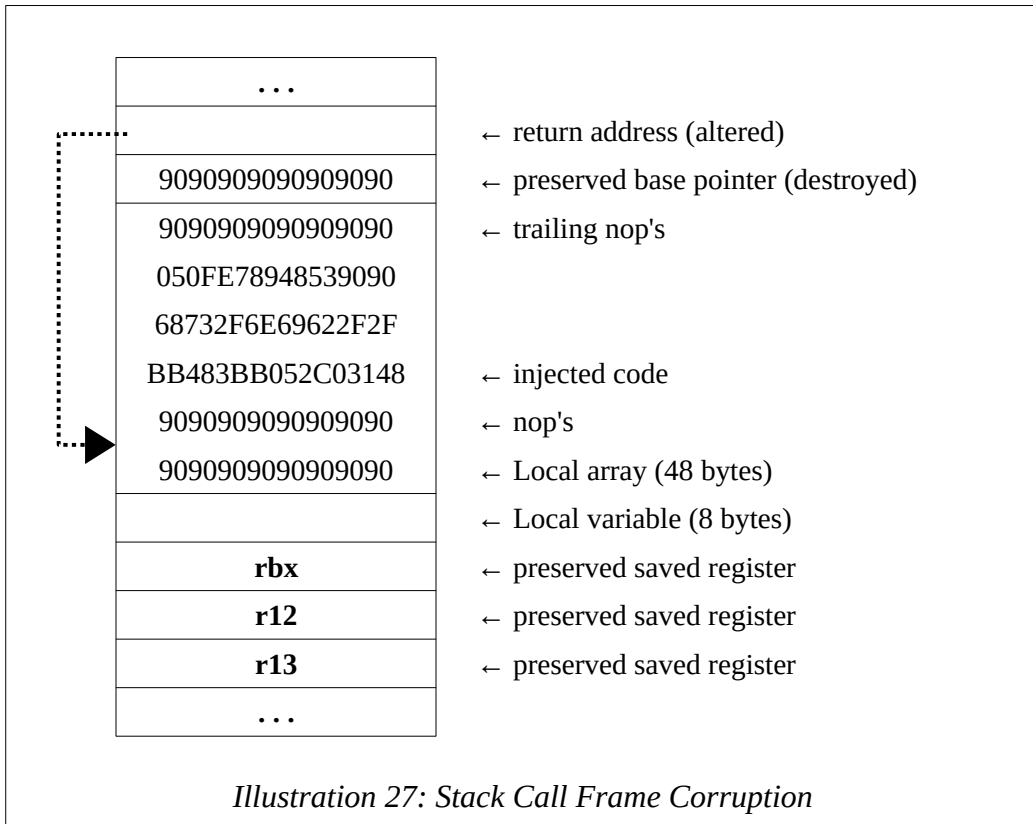 . . .
← return address (altered)
9090909090909090 ← preserved base pointer (destroyed)
9090909090909090 ← trailing nop's
050FE78948539090
68732F6E69622F2F
BB483BB052C03148 ← injected code
9090909090909090 ← nop's
9090909090909090 ← Local array (48 bytes)
← Local variable (8 bytes)
rbx ← preserved saved register
r12 ← preserved saved register
r13 ← preserved saved register
. . .
Illustration 27: Stack Call Frame Corruption